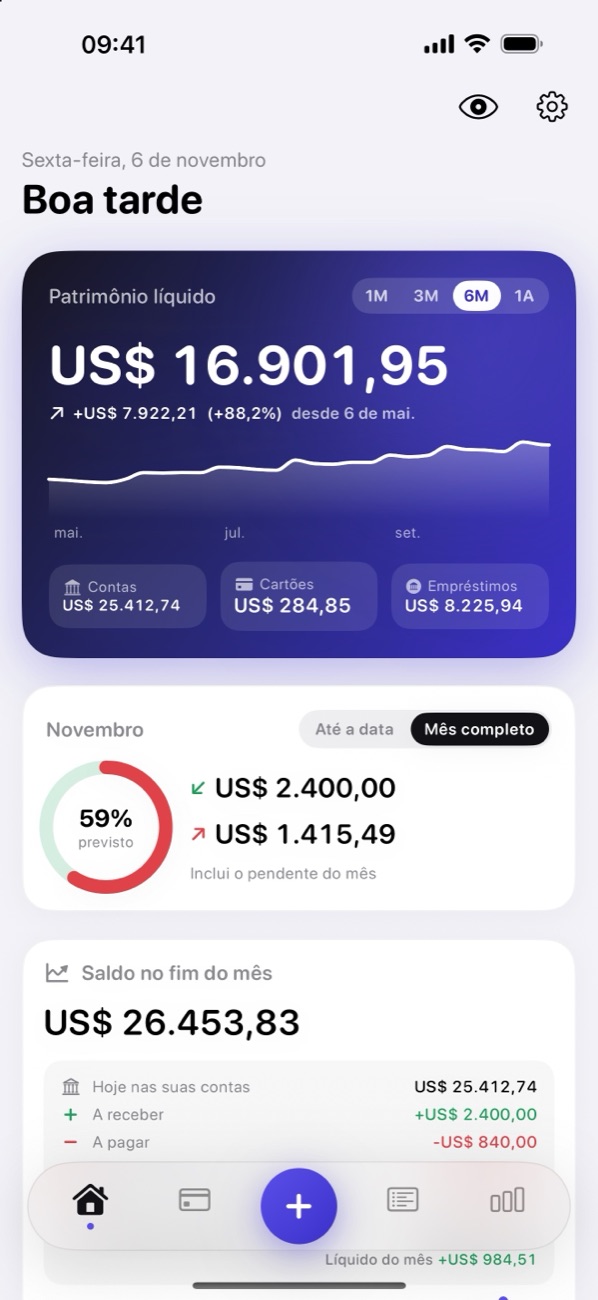 09:41
Sexta-feira, 6 de novembro
Boa tarde
Patrimônio líquido
1M 3M 6M 1A
US$ 16.901,95
+US$ 7.922,21 (+88,2%) desde 6 de mai.
mai. jul. set.
Contas
US$ 25.412,74
Cartões
US$ 284,85
Empréstimos
US$ 8.225,94
Novembro
Até a data Mês completo
59%
previsto
US$ 2.400,00
US$ 1.415,49
Inclui o pendente do mês
Saldo no fim do mês
US$ 26.453,83
Hoje nas suas contas US$ 25.412,74
+ A receber +US$ 2.400,00
− A pagar -US$ 840,00
Líquido do mês +US$ 984,51